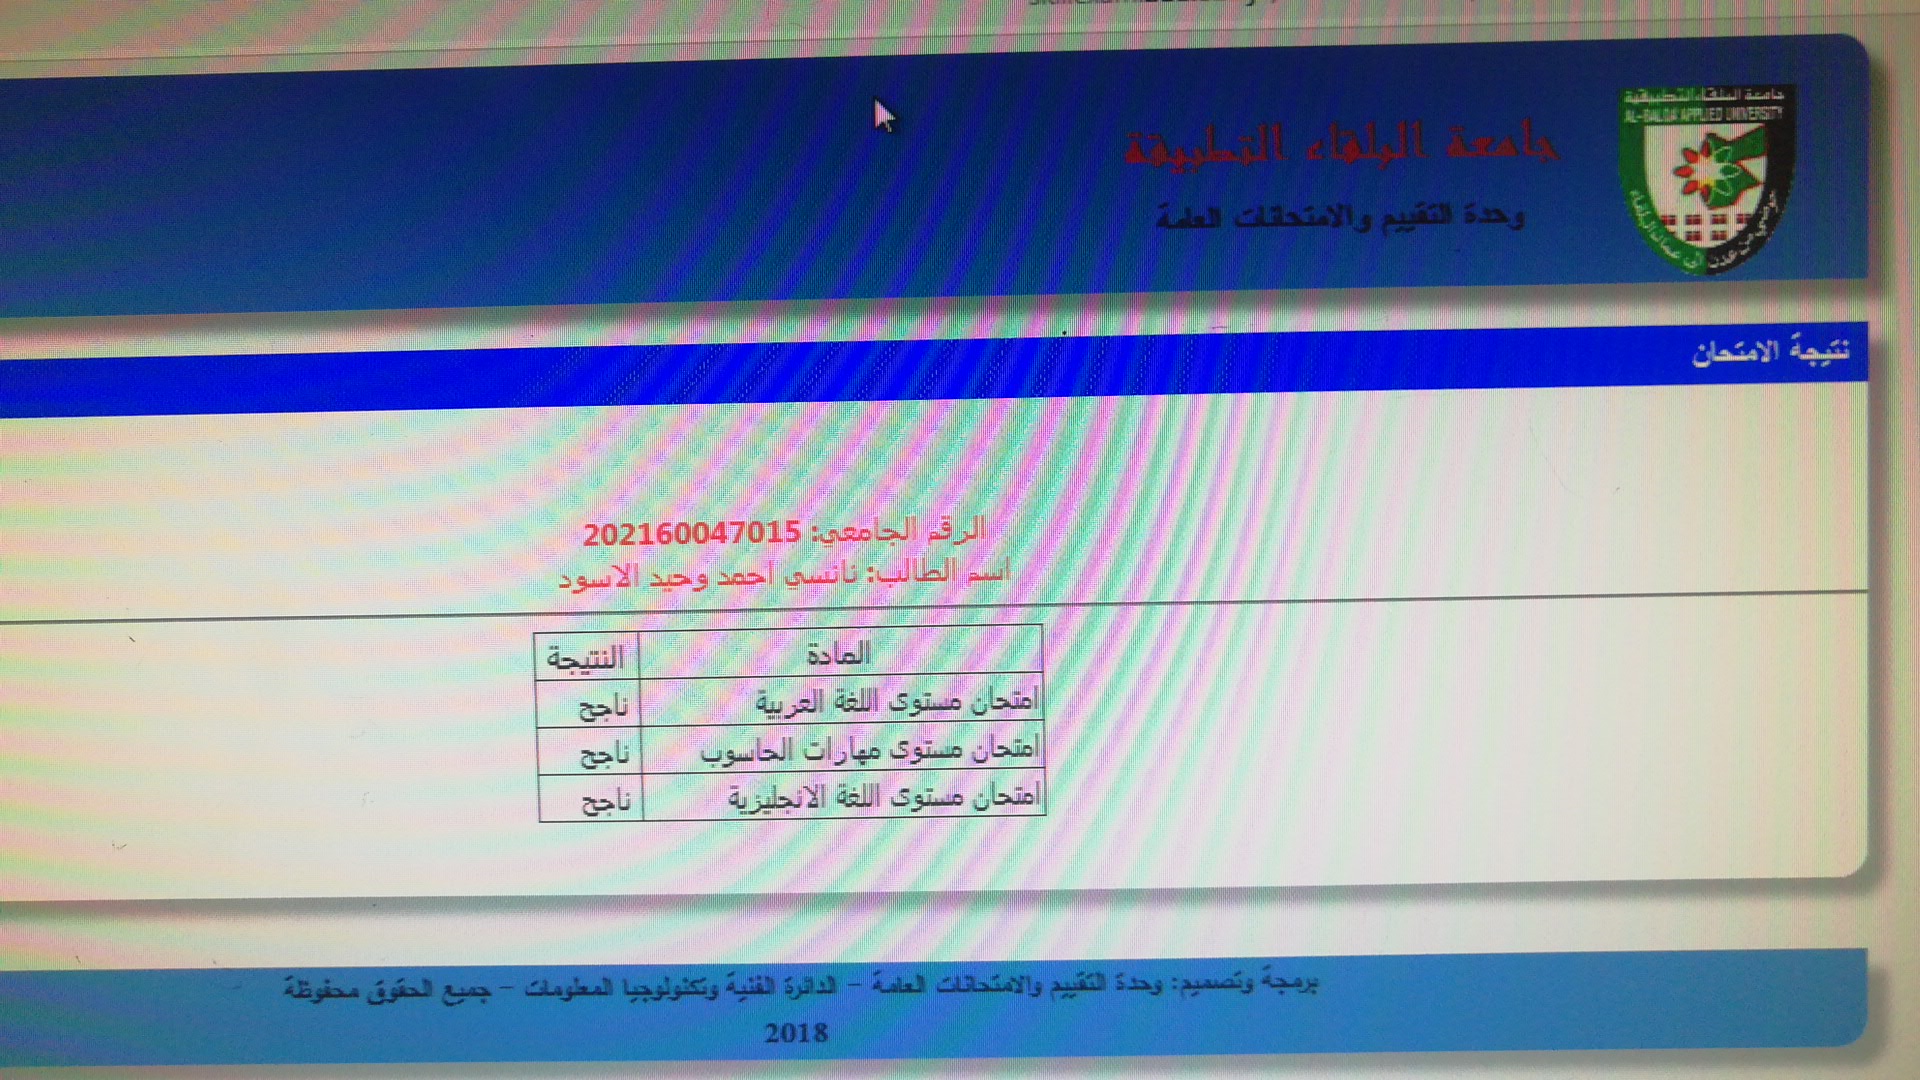 جامعة البلقاء التطبيقية
AL-BALQA' APPLIED UNIVERSITY
جامعة البلقاء التطبيقية
وحدة التقييم والامتحانات العامة
نتيجة الامتحان
الرقم الجامعي: 202160047015
اسم الطالب: نانسي احمد وحيد الاسود
المادة النتيجة
امتحان مستوى اللغة العربية ناجح
امتحان مستوى مهارات الحاسوب ناجح
امتحان مستوى اللغة الانجليزية ناجح
برمجة وتصميم: وحدة التقييم والامتحانات العامة - الدائرة الفنية وتكنولوجيا المعلومات - جميع الحقوق محفوظة
2018